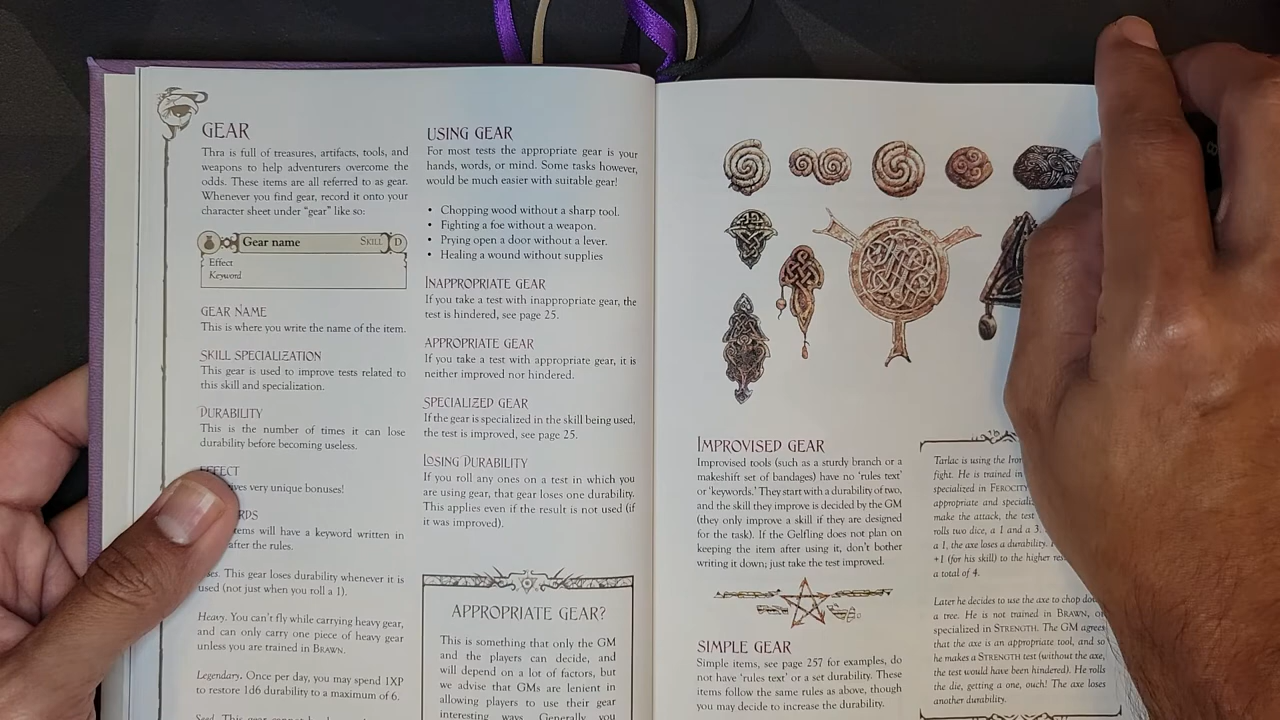 GEAR
Thra is full of treasures, artifacts, tools, and
weapons to help adventurers overcome the
odds. These items are all referred to as gear.
Whenever you find gear, record it onto your
character sheet under "gear" like so:
Gear name SKILL D
Effect
Keyword
GEAR NAME
This is where you write the name of the item.
SKILL SPECIALIZATION
This gear is used to improve tests related to
this skill and specialization.
DURABILITY
This is the number of times it can lose
durability before becoming useless.
EFFECT
very unique bonuses!
will have a keyword written in
after the rules.
This gear loses durability whenever it is
used (not just when you roll a 1).
Heavy. You can't fly while carrying heavy gear,
and can only carry one piece of heavy gear
unless you are trained in BRAWN.
Legendary. Once per day, you may spend 1XP
to restore 1d6 durability to a maximum of 6.
USING GEAR
For most tests the appropriate gear is your
hands, words, or mind. Some tasks however,
would be much easier with suitable gear!
• Chopping wood without a sharp tool.
• Fighting a foe without a weapon.
• Prying open a door without a lever.
• Healing a wound without supplies
INAPPROPRIATE GEAR
If you take a test with inappropriate gear, the
test is hindered, see page 25.
APPROPRIATE GEAR
If you take a test with appropriate gear, it is
neither improved nor hindered.
SPECIALIZED GEAR
If the gear is specialized in the skill being used,
the test is improved, see page 25.
LOSING DURABILITY
If you roll any ones on a test in which you
are using gear, that gear loses one durability.
This applies even if the result is not used (if
it was improved).
APPROPRIATE GEAR?
This is something that only the GM
and the players can decide, and
will depend on a lot of factors, but
we advise that GMs are lenient in
allowing players to use their gear
interesting ways. Generally you
IMPROVISED GEAR
Improvised tools (such as a sturdy branch or a
makeshift set of bandages) have no 'rules text'
or 'keywords.' They start with a durability of two,
and the skill they improve is decided by the GM
(they only improve a skill if they are designed
for the task). If the Gelfling does not plan on
keeping the item after using it, don't bother
writing it down; just take the test improved.
SIMPLE GEAR
Simple items, see page 257 for examples, do
not have 'rules text' or a set durability. These
items follow the same rules as above, though
you may decide to increase the durability.
Tarlac is using the
fight. He is trained in
specialized in FEROCITY
appropriate and
make the attack, the test
rolls two dice, a 1 and a 3.
a 1, the axe loses a durability.
+1 (for his skill) to the higher
a total of 4.
Later he decides to use the axe to chop
a tree. He is not trained in BRAWN, or
specialized in STRENGTH. The GM agrees
that the axe is an appropriate tool, and so
he makes a STRENGTH test (without the axe,
the test would have been hindered). He rolls
the die, getting a one, ouch! The axe loses
another durability.